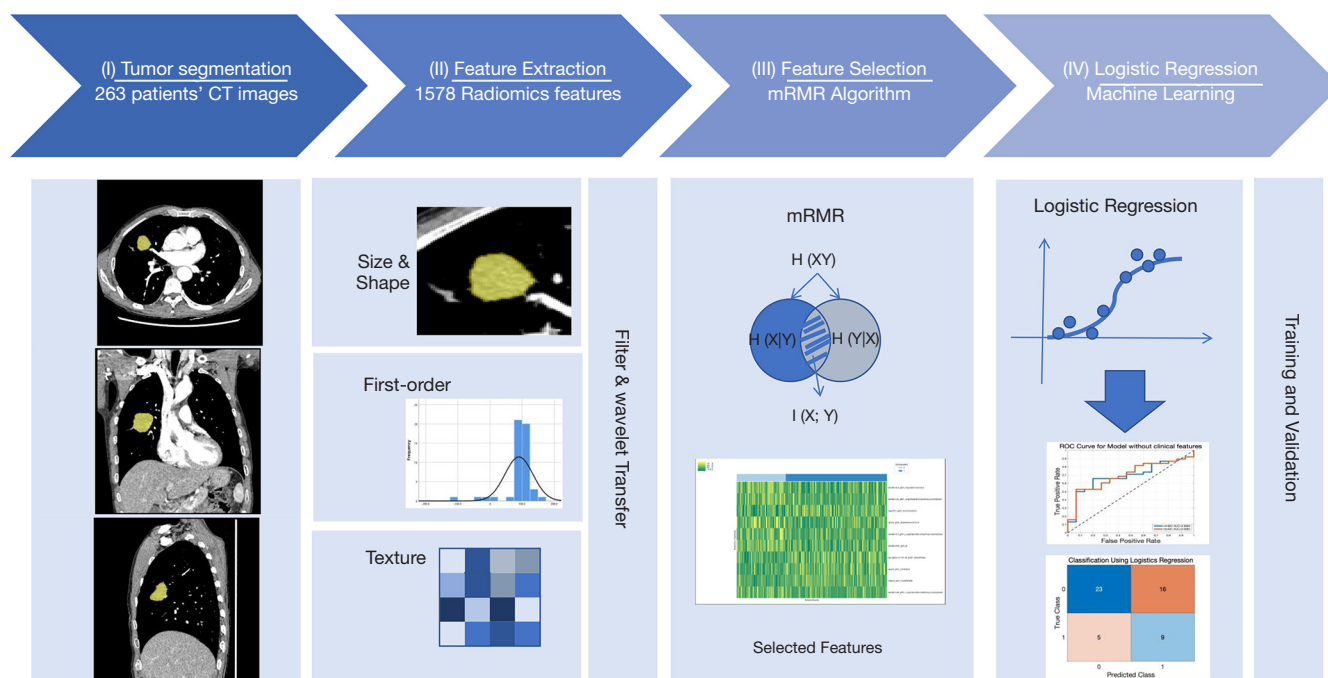 (I) Tumor segmentation
263 patients' CT images
(II) Feature Extraction
1578 Radiomics features
(III) Feature Selection
mRMR Algorithm
(IV) Logistic Regression
Machine Learning
Size &
Shape
First-order
Frequency
Texture
Filter & wavelet Transfer
mRMR
H (XY)
H (X|Y)
H (Y|X)
I (X; Y)
Selected Features
Logistic Regression
ROC Curve for Model without clinical features
True Positive Rate
False Positive Rate
Classification Using Logistics Regression
True Class
0
23
16
1
5
9
0
1
Predicted Class
Training and Validation